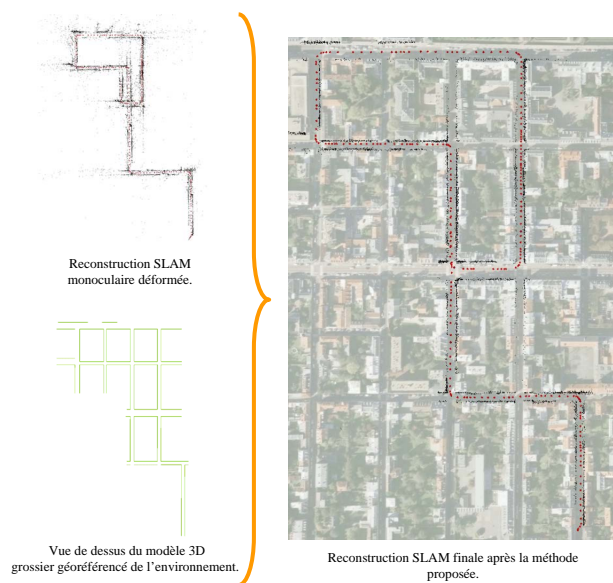 Reconstruction SLAM
monoculaire déformée.
Vue de dessus du modèle 3D
grossier géoréférencé de l'environnement.
Reconstruction SLAM finale après la méthode
proposée.